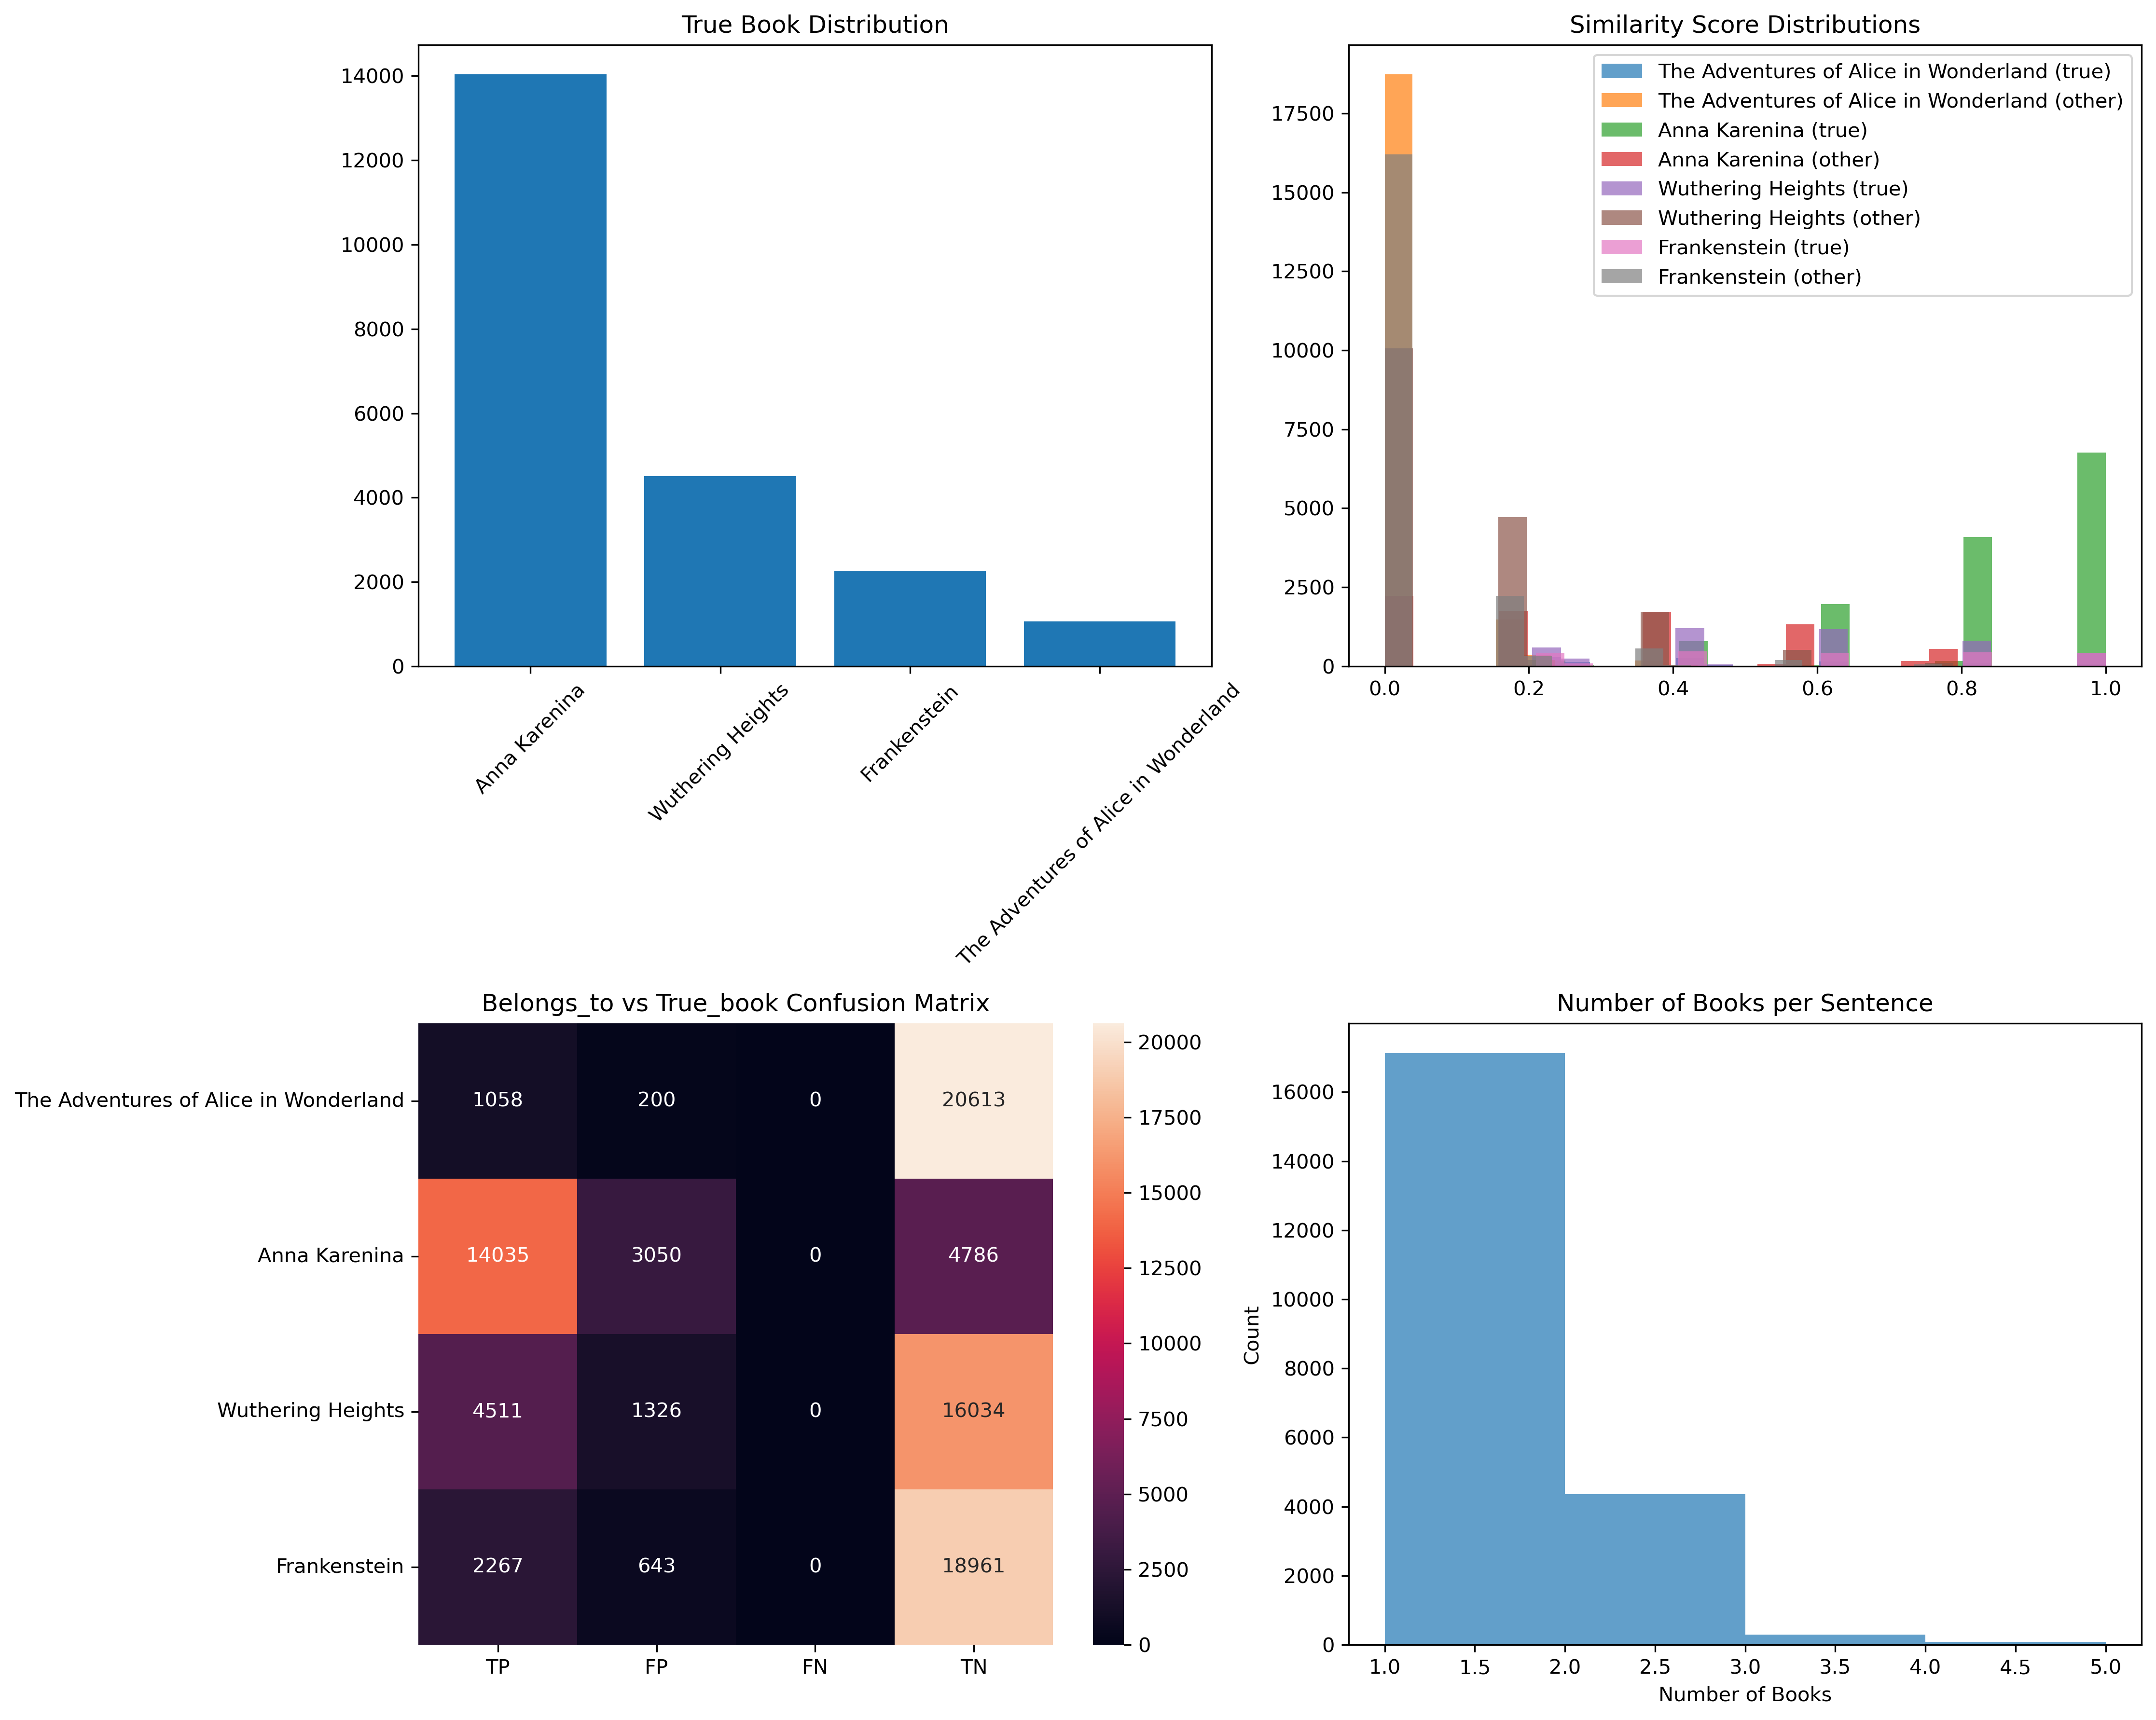 True Book Distribution
14000
12000
10000
8000
6000
4000
2000
0
Anna Karenina
Wuthering Heights
Frankenstein
The Adventures of Alice in Wonderland
Similarity Score Distributions
The Adventures of Alice in Wonderland (true)
The Adventures of Alice in Wonderland (other)
Anna Karenina (true)
Anna Karenina (other)
Wuthering Heights (true)
Wuthering Heights (other)
Frankenstein (true)
Frankenstein (other)
17500
15000
12500
10000
7500
5000
2500
0
0.0 0.2 0.4 0.6 0.8 1.0
Belongs_to vs True_book Confusion Matrix
The Adventures of Alice in Wonderland 1058 200 0 20613
Anna Karenina 14035 3050 0 4786
Wuthering Heights 4511 1326 0 16034
Frankenstein 2267 643 0 18961
TP FP FN TN
20000
17500
15000
12500
10000
7500
5000
2500
0
Number of Books per Sentence
Count
16000
14000
12000
10000
8000
6000
4000
2000
0
1.0 1.5 2.0 2.5 3.0 3.5 4.0 4.5 5.0
Number of Books